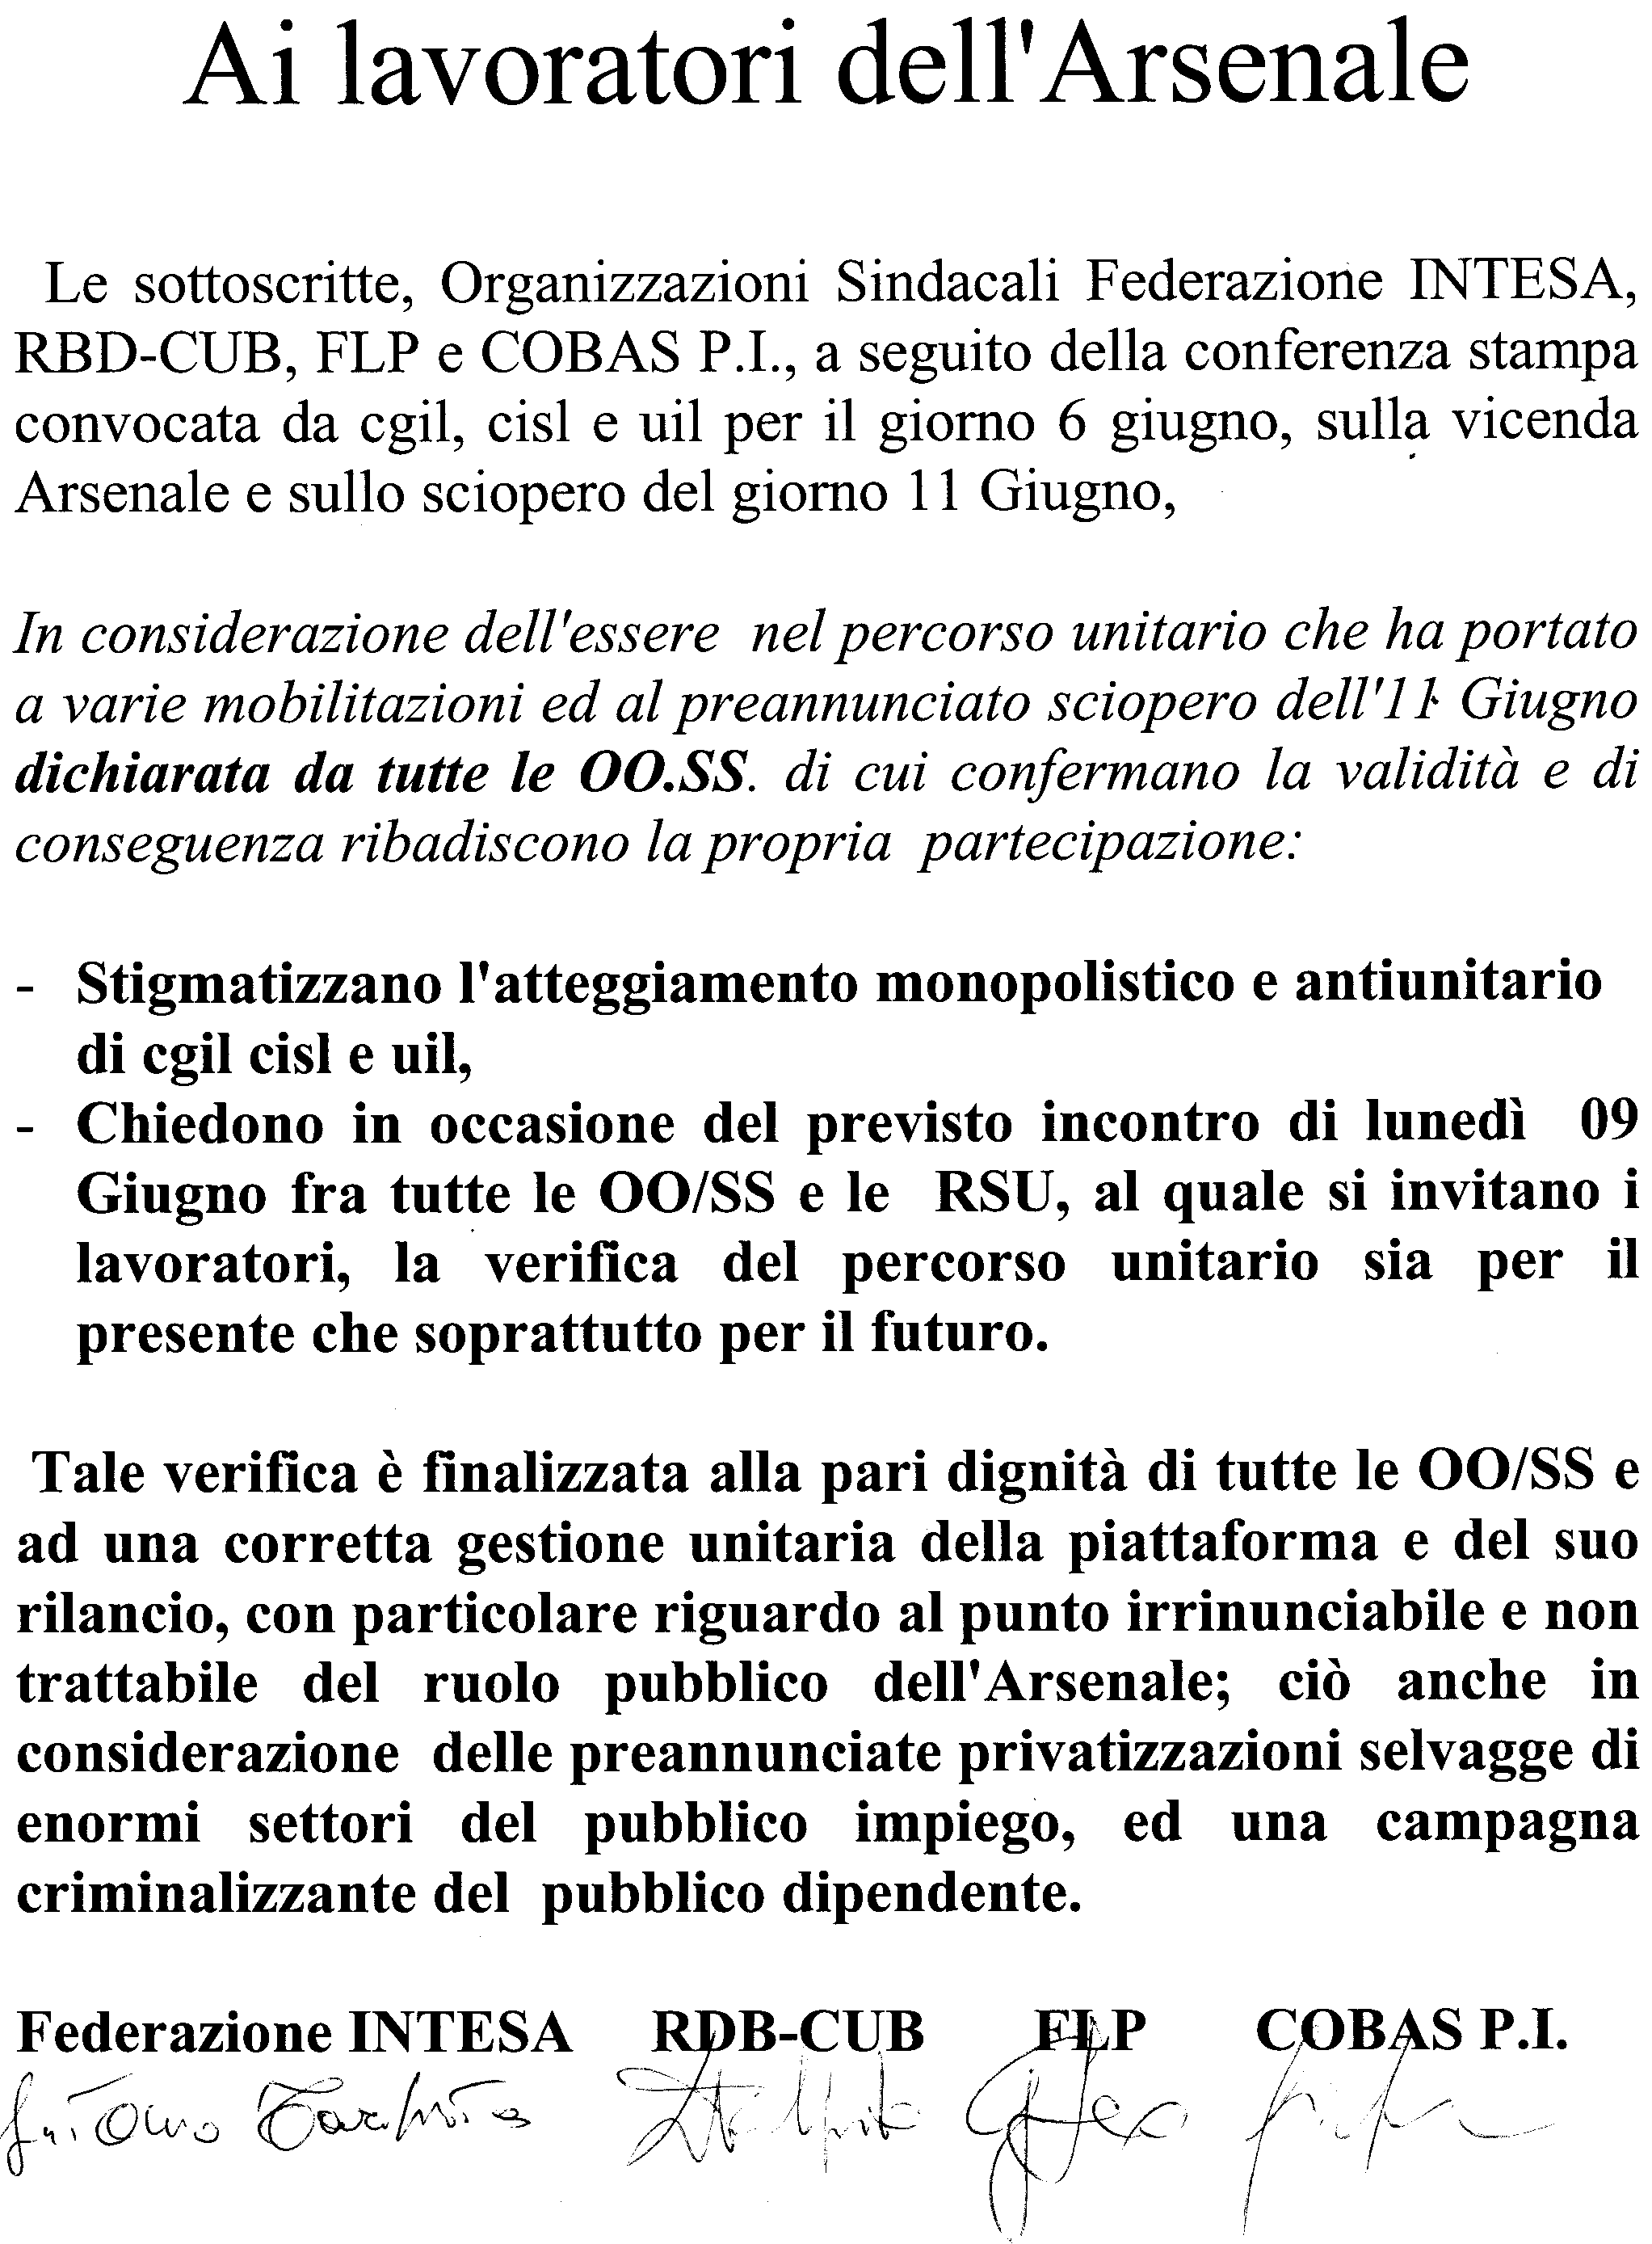 Ai lavoratori dell'Arsenale
Le sottoscritte, Organizzazioni Sindacali Federazione INTESA,
RBD-CUB, FLP e COBAS P.I., a seguito della conferenza stampa
convocata da cgil, cisl e uil per il giorno 6 giugno, sulla vicenda
Arsenale e sullo sciopero del giorno 11 Giugno,
In considerazione dell'essere nel percorso unitario che ha portato
a varie mobilitazioni ed al preannunciato sciopero dell'11 Giugno
dichiarata da tutte le OO.SS. di cui confermano la validità e di
conseguenza ribadiscono la propria partecipazione:
- Stigmatizzano l'atteggiamento monopolistico e antiunitario
di cgil cisl e uil,
- Chiedono in occasione del previsto incontro di lunedì 09
Giugno fra tutte le OO/SS e le RSU, al quale si invitano i
lavoratori, la verifica del percorso unitario sia per il
presente che soprattutto per il futuro.
Tale verifica è finalizzata alla pari dignità di tutte le OO/SS e
ad una corretta gestione unitaria della piattaforma e del suo
rilancio, con particolare riguardo al punto irrinunciabile e non
trattabile del ruolo pubblico dell'Arsenale; ciò anche in
considerazione delle preannunciate privatizzazioni selvagge di
enormi settori del pubblico impiego, ed una campagna
criminalizzante del pubblico dipendente.
Federazione INTESA RDB-CUB FLP COBAS P.I.